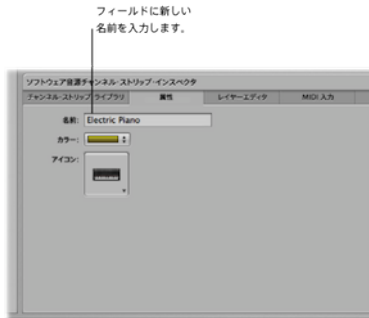 フィールドに新しい
名前を入力します。
ソフトウェア音源チャンネル・ストリップ・インスペクタ
チャンネル・ストリップ・ライブラリ 属性 レイヤーエディタ MIDI 入力
名前: Electric Piano
カラー:
アイコン: